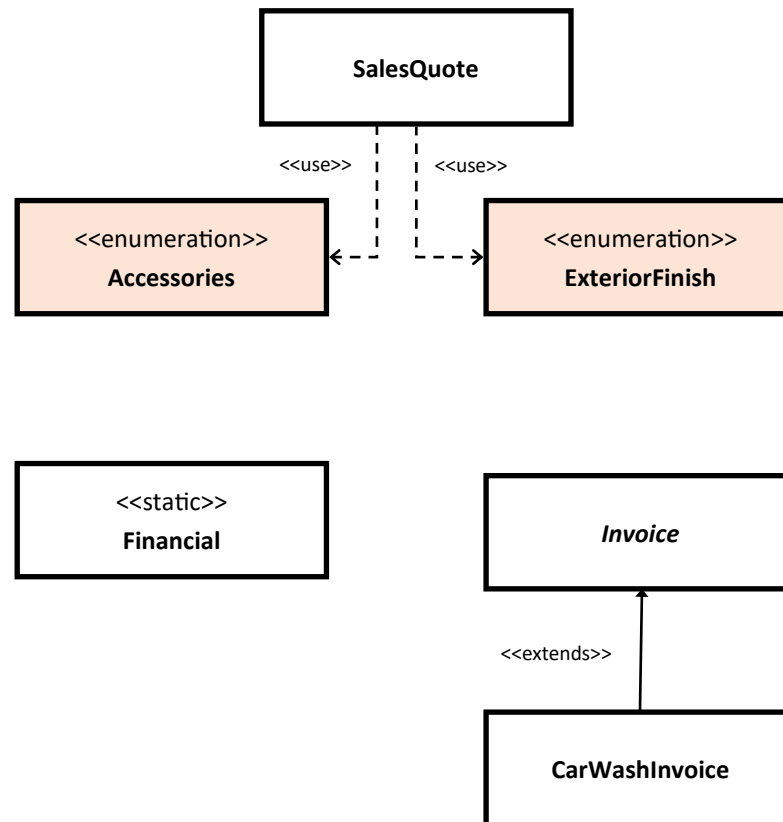 SalesQuote
<<use>>
<<use>>
<<enumeration>>
Accessories
<<enumeration>>
ExteriorFinish
<<static>>
Financial
Invoice
<<extends>>
CarWashInvoice